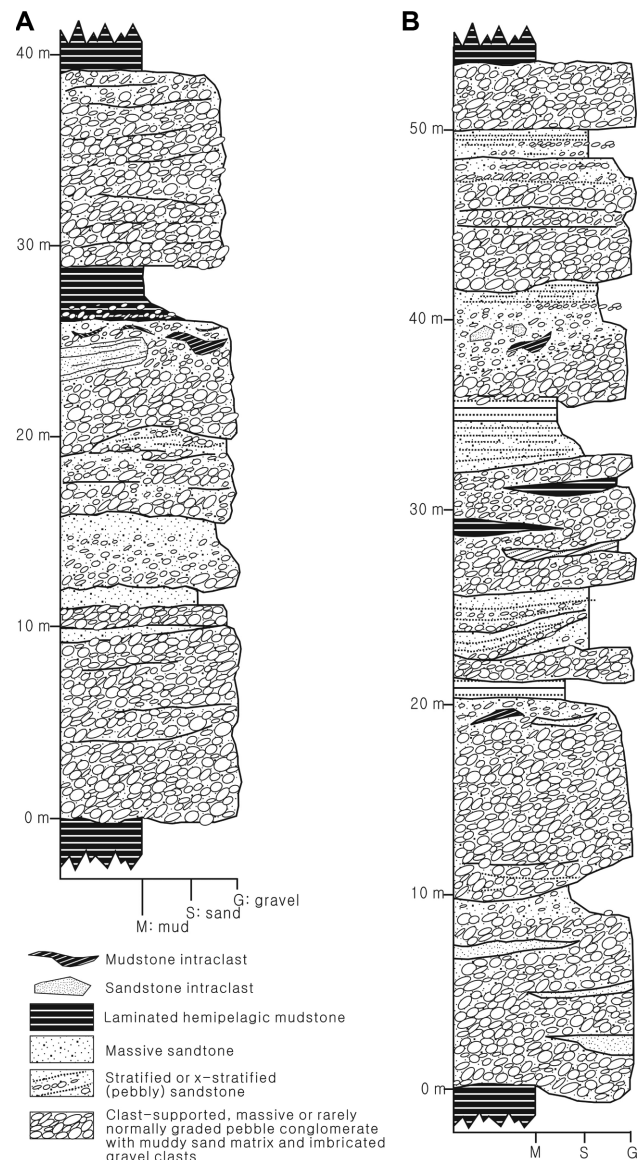 A
40 m
30 m
20 m
10 m
0 m
M: mud
S: sand
G: gravel
Mudstone intraclast
Sandstone intraclast
Laminated hemipelagic mudstone
Massive sandtone
Stratified or x-stratified
(pebbly) sandstone
Clast-supported, massive or rarely
normally graded pebble conglomerate
with muddy sand matrix and imbricated
gravel clasts
B
50 m
40 m
30 m
20 m
10 m
0 m
M
S
G